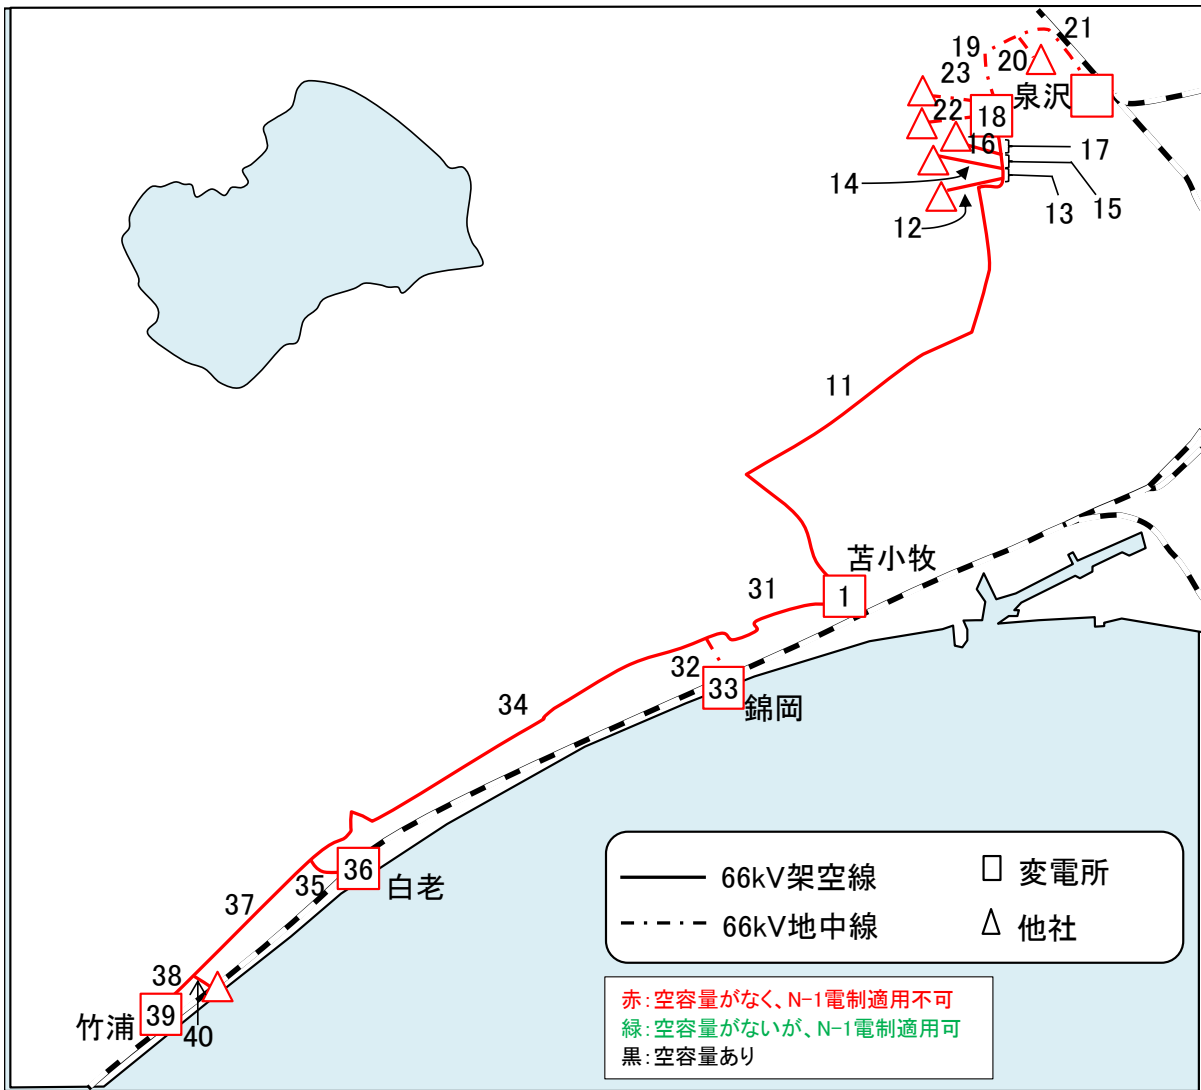 21
19
20
23
泉沢
22
18
16
17
14
15
13
12
11
苫小牧
31
1
32
33
錦岡
34
36
35
白老
37
38
39
竹浦
40
66kV架空線
変電所
66kV地中線
他社
赤:空容量がなく、N-1電制適用不可
緑:空容量がないが、N-1電制適用可
黒:空容量あり